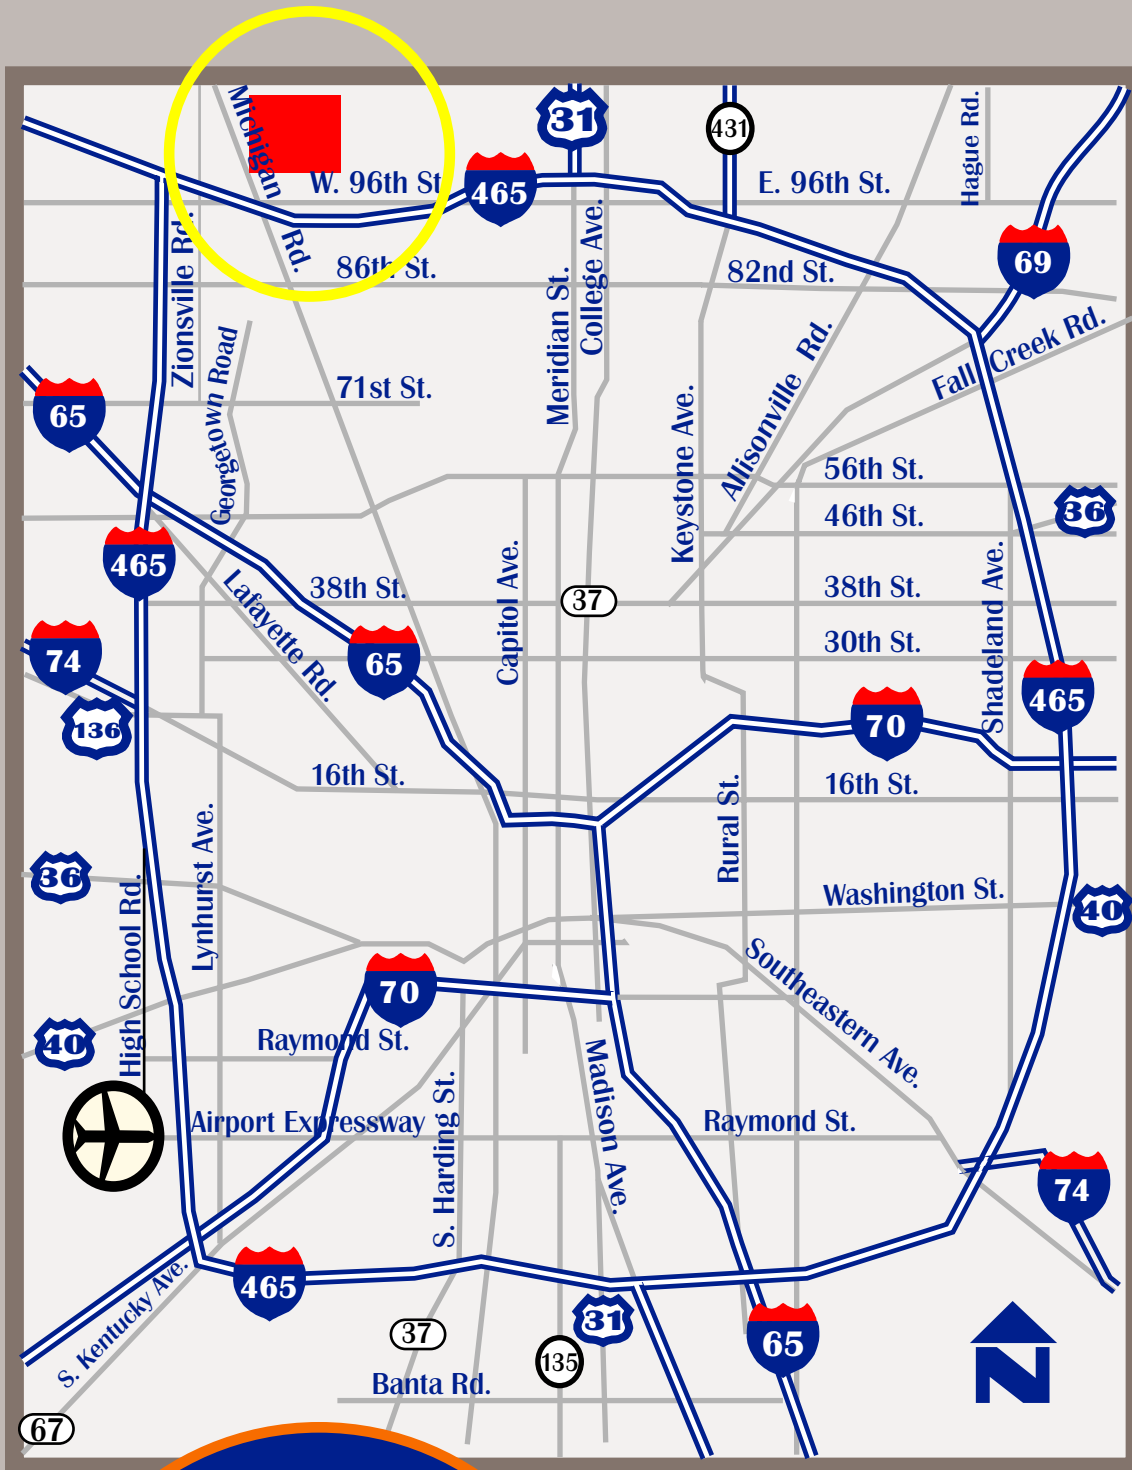 Michigan
Rd.
31
431
Hague Rd.
W. 96th St.
465
E. 96th St.
Zionsville Rd.
86th St.
Meridian St.
College Ave.
82nd St.
69
Georgetown Road
71st St.
65
Keystone Ave.
Allisonville Rd.
Fall Creek Rd.
56th St.
46th St.
36
465
Lafayette Rd.
38th St.
Capitol Ave.
37
38th St.
Shadeland Ave.
74
65
30th St.
136
70
465
16th St.
Rural St.
16th St.
Lynhurst Ave.
36
High School Rd.
Washington St.
40
70
Southeastern Ave.
40
Raymond St.
Madison Ave.
Airport Expressway
S. Harding St.
Raymond St.
74
465
S. Kentucky Ave.
31
37
135
65
N
Banta Rd.
67